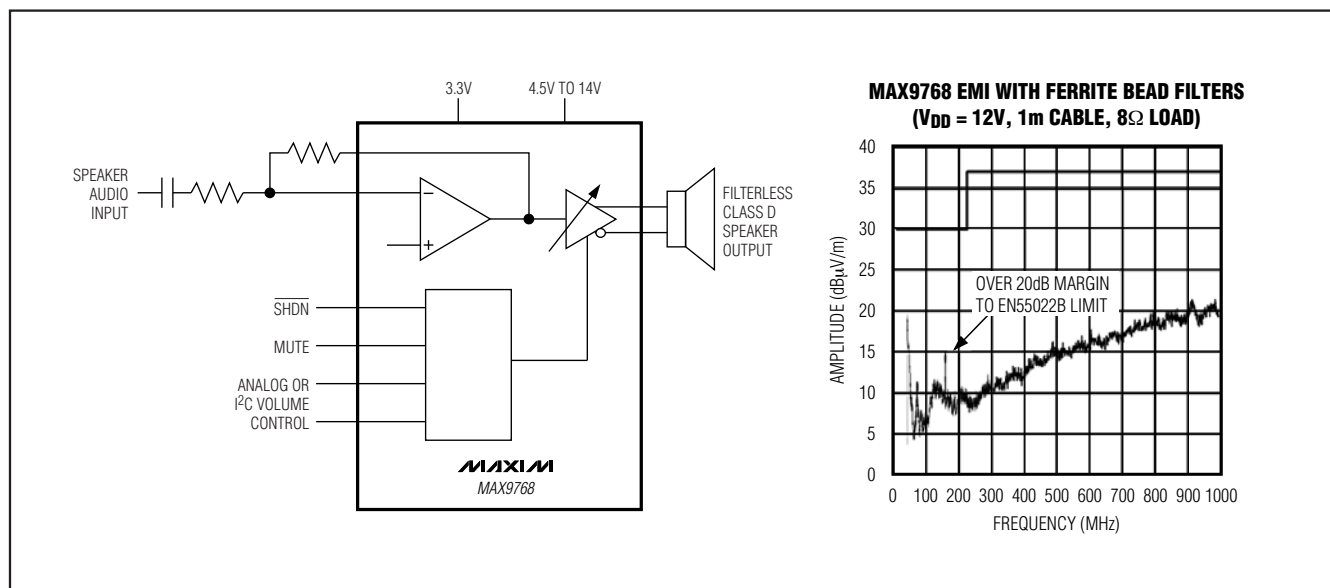 3.3V
4.5V TO 14V
SPEAKER
AUDIO
INPUT
−
+
FILTERLESS
CLASS D
SPEAKER
OUTPUT
SHDN
MUTE
ANALOG OR
I²C VOLUME
CONTROL
MAXIM
MAX9768
MAX9768 EMI WITH FERRITE BEAD FILTERS
(VDD = 12V, 1m CABLE, 8Ω LOAD)
AMPLITUDE (dBμV/m)
40
35
30
25
20
15
10
5
0
OVER 20dB MARGIN
TO EN55022B LIMIT
0 100 200 300 400 500 600 700 800 900 1000
FREQUENCY (MHz)